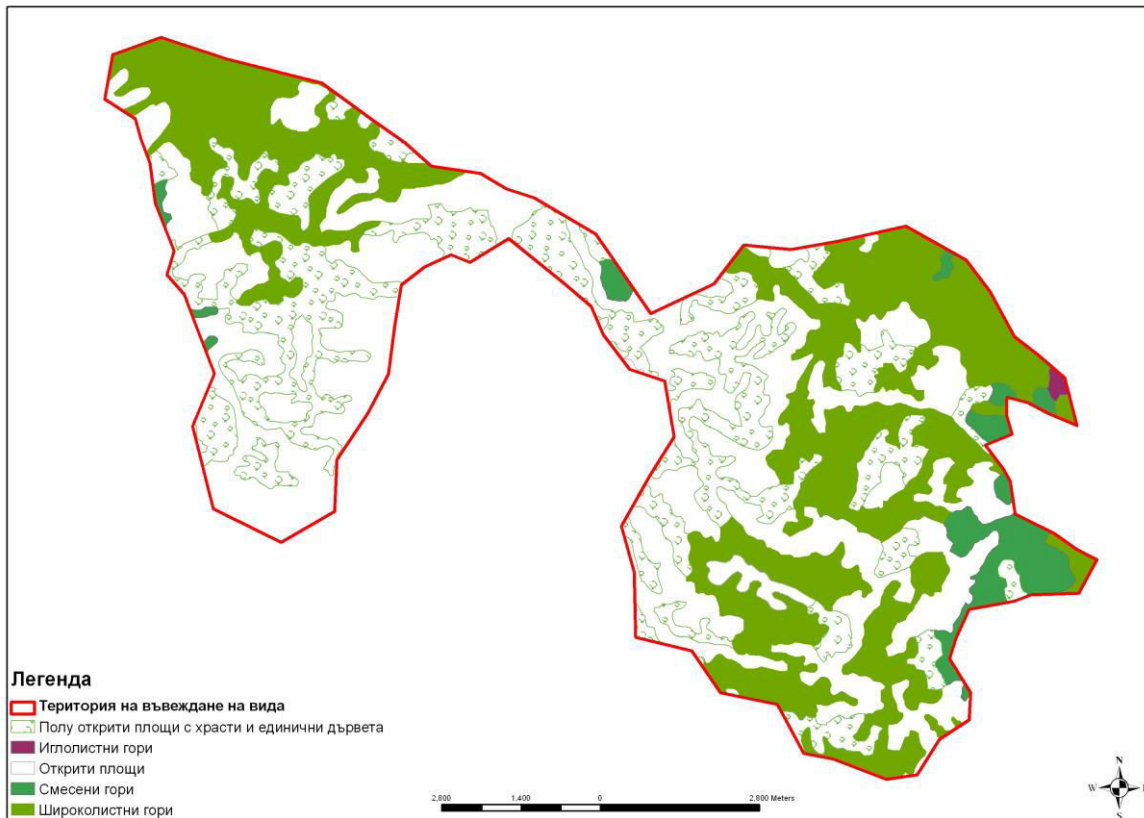 Легенда
Територия на въвеждане на вида
Полу открити площи с храсти и единични дървета
Иглолистни гори
Открити площи
Смесени гори
Широколистни гори
2,800 1,400 0 2,800 Meters
N
W E
S